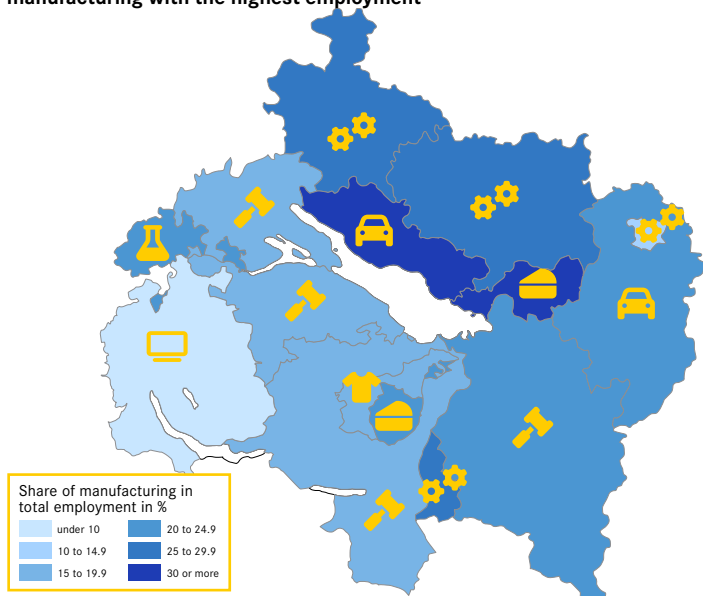 manufacturing with the highest employment
Share of manufacturing in
total employment in %
under 10
20 to 24.9
10 to 14.9
25 to 29.9
15 to 19.9
30 or more